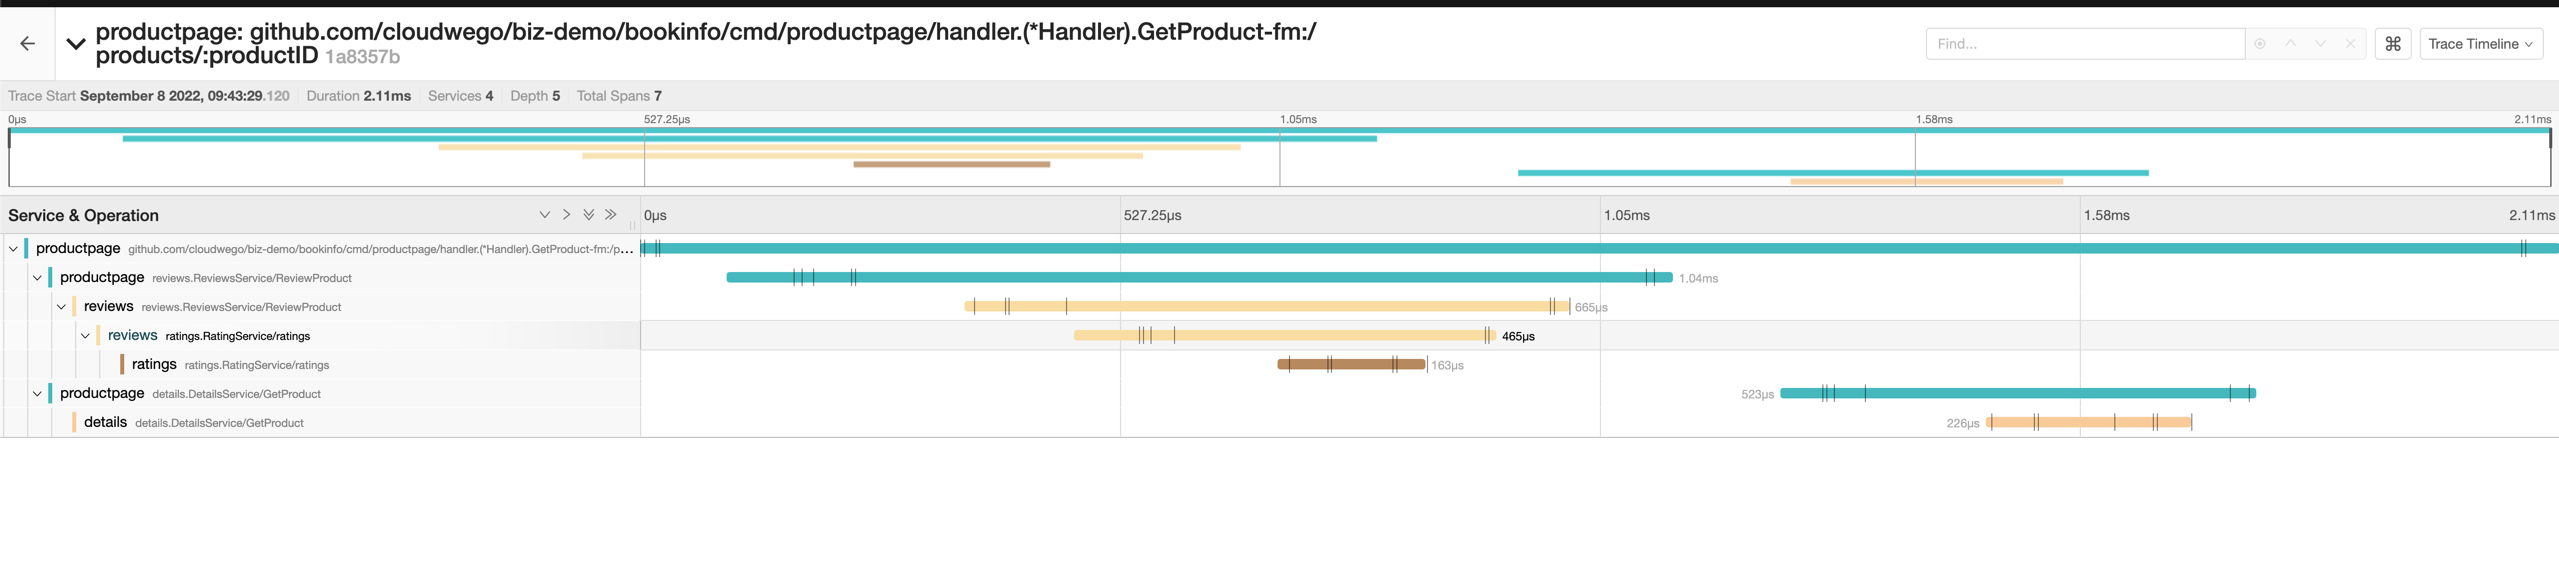 productpage: github.com/cloudwego/biz-demo/bookinfo/cmd/productpage/handler.(*Handler).GetProduct-fm:/
products/:productID 1a8357b
Find...
⌘
Trace Timeline
Trace Start September 8 2022, 09:43:29.120 Duration 2.11ms Services 4 Depth 5 Total Spans 7
0μs 527.25μs 1.05ms 1.58ms 2.11ms
Service & Operation 0μs 527.25μs 1.05ms 1.58ms 2.11ms
productpage github.com/cloudwego/biz-demo/bookinfo/cmd/productpage/handler.(*Handler).GetProduct-fm:/p...
productpage reviews.ReviewsService/ReviewProduct 1.04ms
reviews reviews.ReviewsService/ReviewProduct 665μs
reviews ratings.RatingService/ratings 465μs
ratings ratings.RatingService/ratings 163μs
productpage details.DetailsService/GetProduct 523μs
details details.DetailsService/GetProduct 226μs